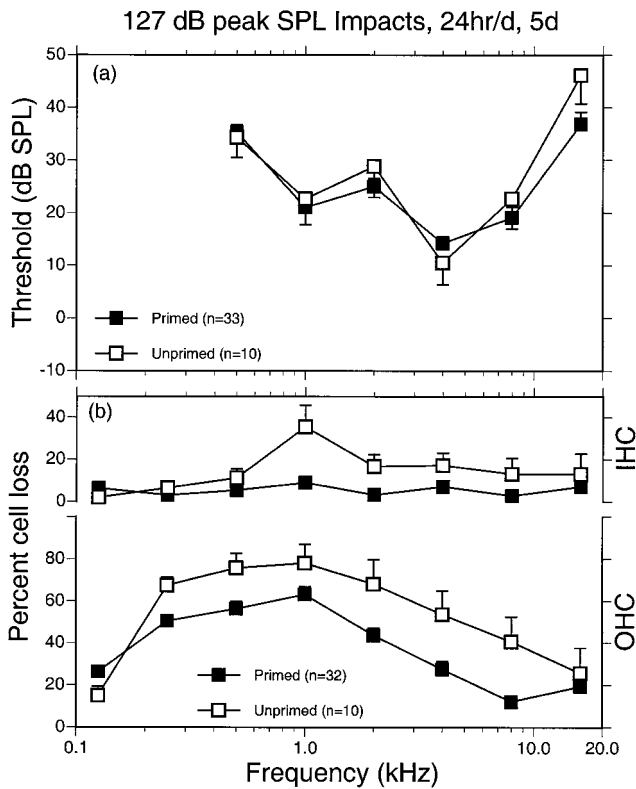 127 dB peak SPL Impacts, 24hr/d, 5d
(a)
Threshold (dB SPL)
50
40
30
20
10
0
-10
Primed (n=33)
Unprimed (n=10)
(b)
Percent cell loss
40
20
0
IHC
80
60
40
20
0
OHC
Primed (n=32)
Unprimed (n=10)
0.1
1.0
10.0
20.0
Frequency (kHz)